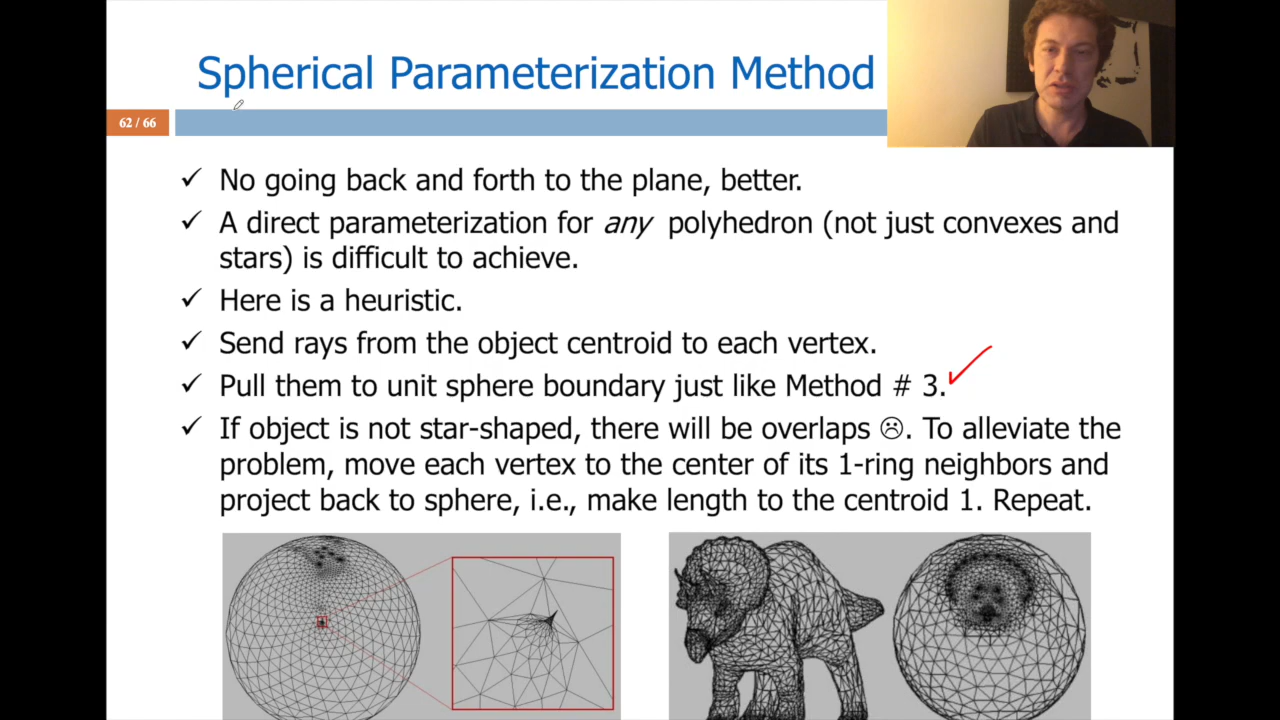 Spherical Parameterization Method
62 / 66
✓ No going back and forth to the plane, better.
✓ A direct parameterization for any polyhedron (not just convexes and
stars) is difficult to achieve.
✓ Here is a heuristic.
✓ Send rays from the object centroid to each vertex.
✓ Pull them to unit sphere boundary just like Method # 3.
✓ If object is not star-shaped, there will be overlaps ☹. To alleviate the
problem, move each vertex to the center of its 1-ring neighbors and
project back to sphere, i.e., make length to the centroid 1. Repeat.